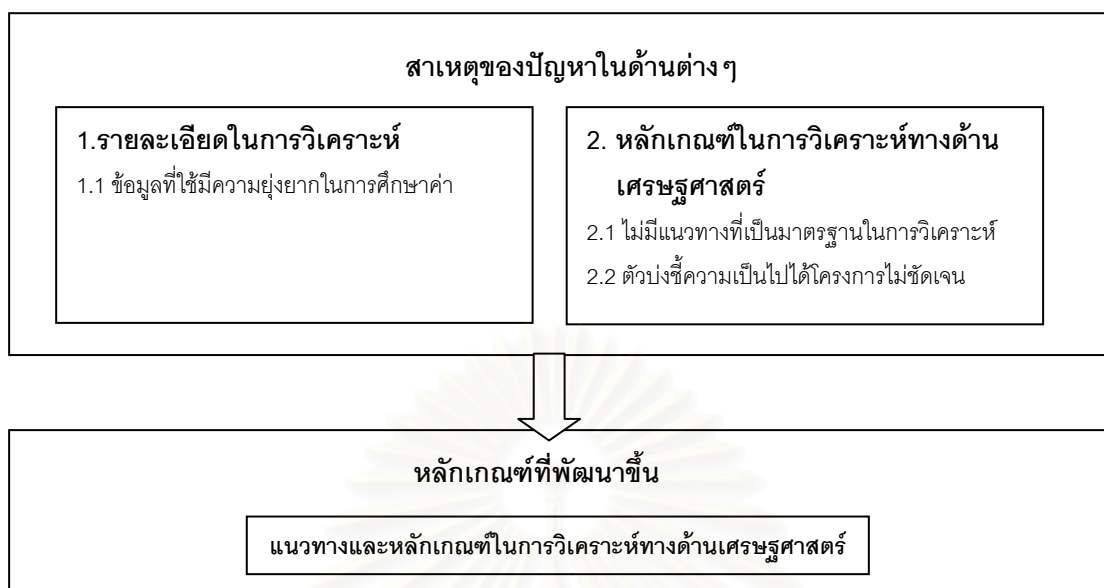 สาเหตุของปัญหาในด้านต่างๆ
1.รายละเอียดในการวิเคราะห์
1.1 ข้อมูลที่ใช้มีความยุ่งยากในการศึกษาค่า
2. หลักเกณฑ์ในการวิเคราะห์ทางด้าน
เศรษฐศาสตร์
2.1 ไม่มีแนวทางที่เป็นมาตรฐานในการวิเคราะห์
2.2 ตัวบ่งชี้ความเป็นไปได้โครงการไม่ชัดเจน
หลักเกณฑ์ที่พัฒนาขึ้น
แนวทางและหลักเกณฑ์ในการวิเคราะห์ทางด้านเศรษฐศาสตร์